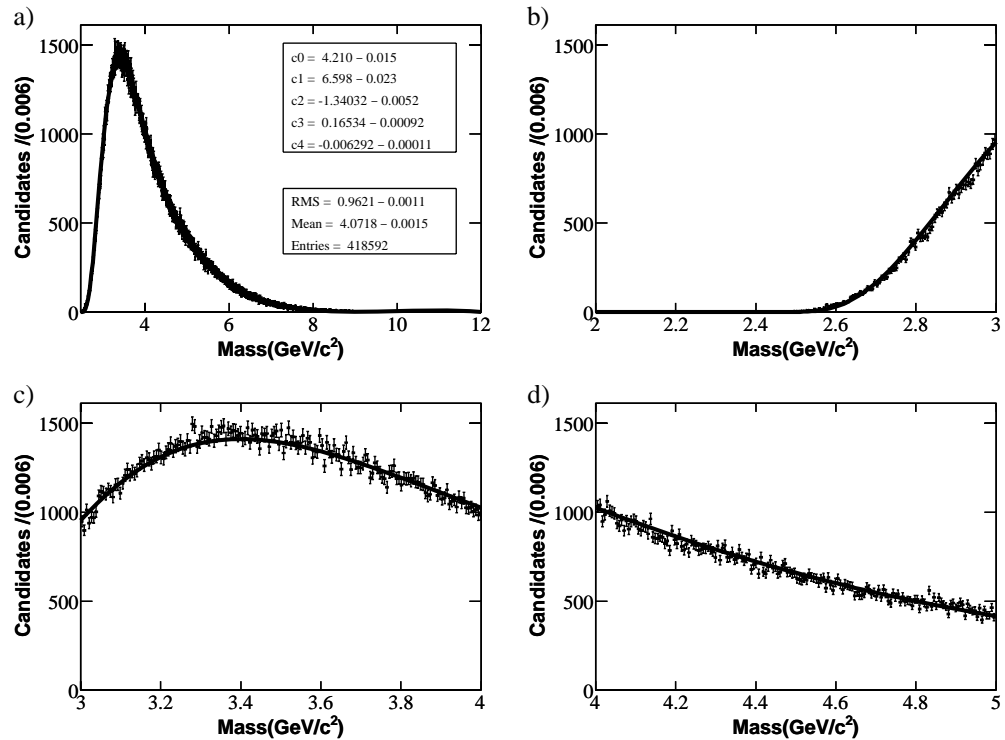 a)
1500
1000
500
0
Candidates /(0.006)
c0 = 4.210 − 0.015
c1 = 6.598 − 0.023
c2 = -1.34032 − 0.0052
c3 = 0.16534 − 0.00092
c4 = -0.006292 − 0.00011
RMS = 0.9621 − 0.0011
Mean = 4.0718 − 0.0015
Entries = 418592
4 6 8 10 12
Mass(GeV/c²)
b)
1500
1000
500
0
Candidates /(0.006)
2 2.2 2.4 2.6 2.8 3
Mass(GeV/c²)
c)
1500
1000
500
0
Candidates /(0.006)
3 3.2 3.4 3.6 3.8 4
Mass(GeV/c²)
d)
1500
1000
500
0
Candidates /(0.006)
4 4.2 4.4 4.6 4.8 5
Mass(GeV/c²)